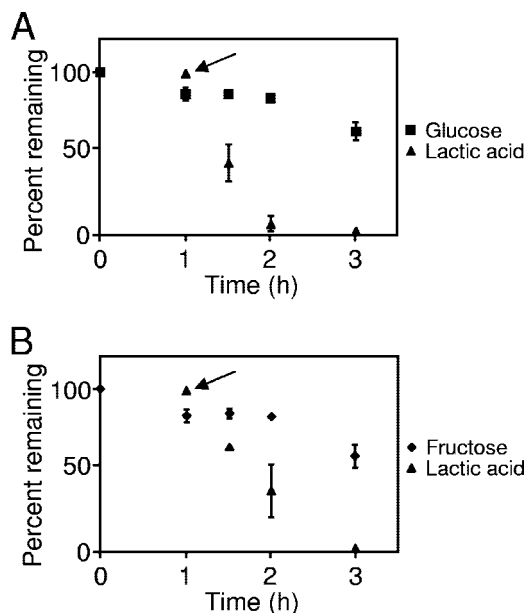 A
Percent remaining
100
50
0
0 1 2 3
Time (h)
Glucose
Lactic acid
B
Percent remaining
100
50
0
0 1 2 3
Time (h)
Fructose
Lactic acid